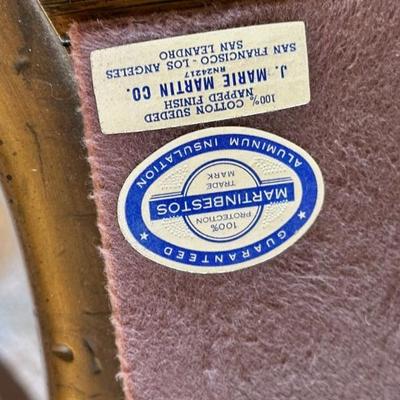 100% COTTON SUEDED
NAPPED FINISH
J. MARIE MARTIN CO.
RN24217
SAN FRANCISCO - LOS ANGELES
SAN LEANDRO
GUARANTEED
100%
PROTECTION
MARTINBESTOS
TRADE
MARK
ALUMINUM INSULATION